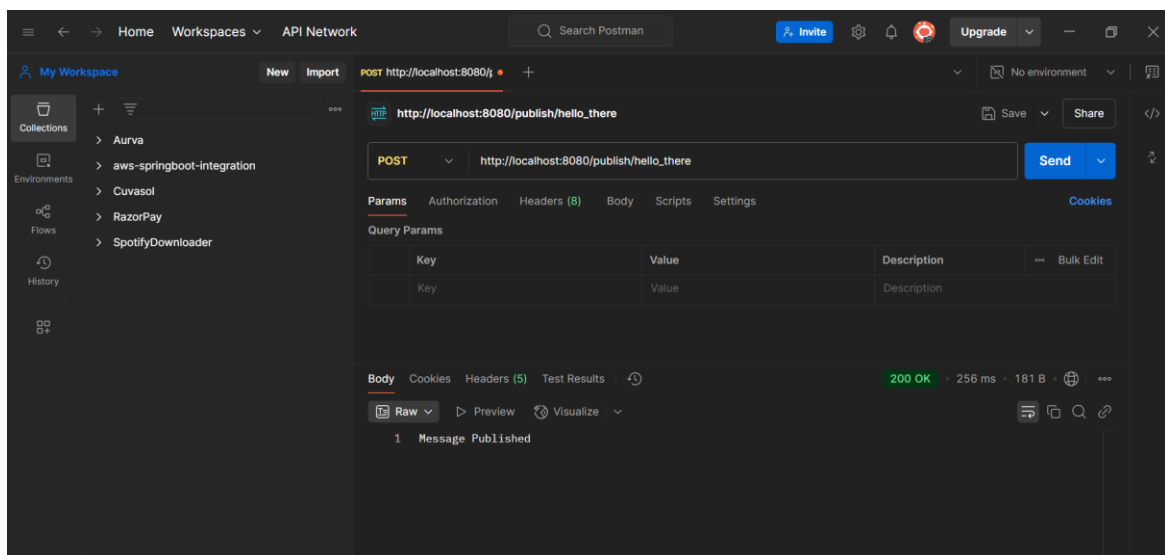 Home Workspaces API Network Search Postman Invite Upgrade
My Workspace New Import POST http://localhost:8080/p No environment
Collections
Environments
Flows
History
Aurva
aws-springboot-integration
Cuvasol
RazorPay
SpotifyDownloader
HTTP http://localhost:8080/publish/hello_there Save Share
POST http://localhost:8080/publish/hello_there Send
Params Authorization Headers (8) Body Scripts Settings Cookies
Query Params
Key Value Description Bulk Edit
Key Value Description
Body Cookies Headers (5) Test Results 200 OK 256 ms 181 B
Raw Preview Visualize
1 Message Published